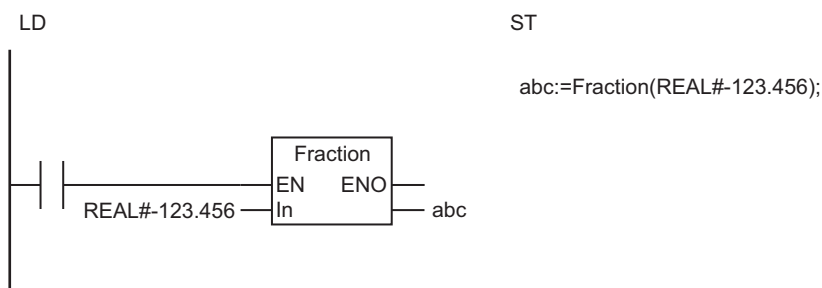 LD
ST
abc:=Fraction(REAL#-123.456);
Fraction
EN ENO
REAL#-123.456 In abc